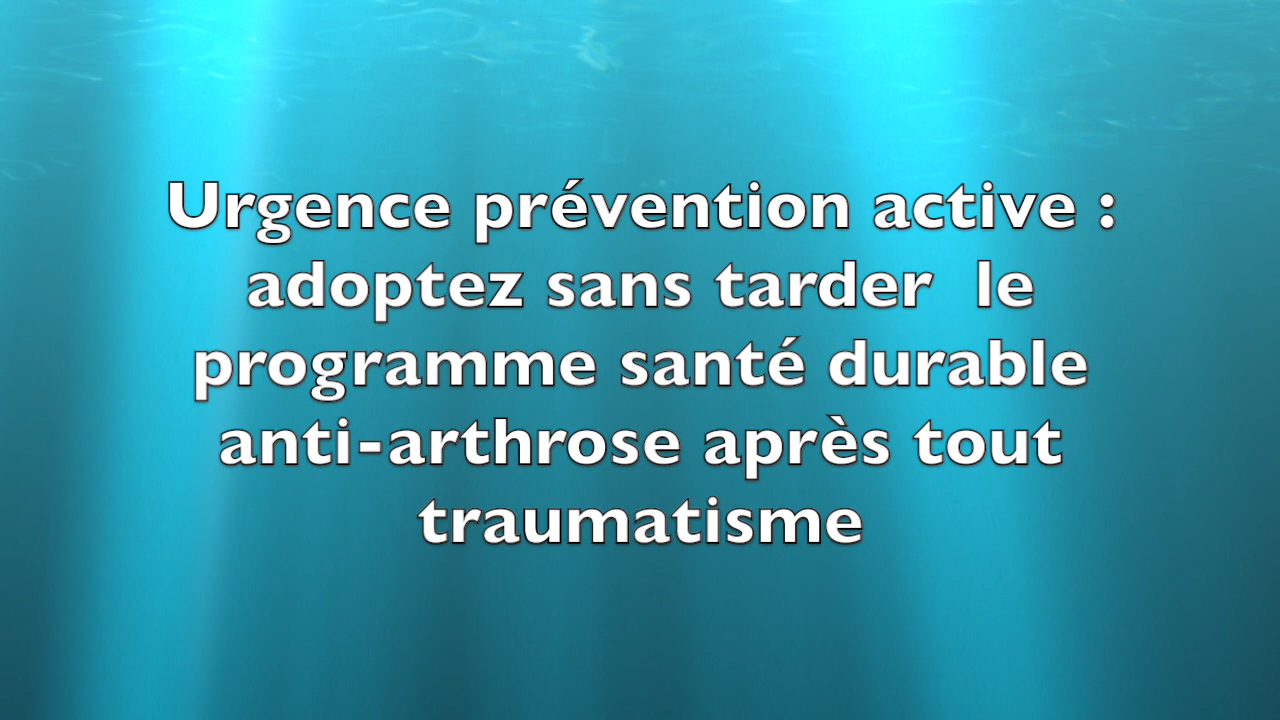 Urgence prévention active :
adoptez sans tarder  le
programme santé durable
anti-arthrose après tout
traumatisme